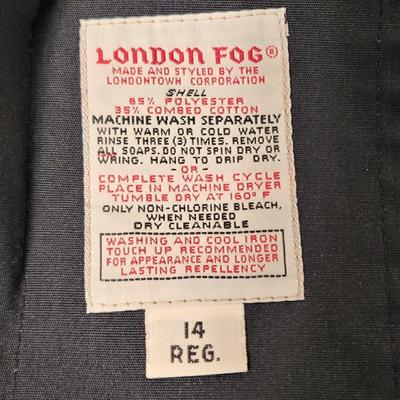 LONDON FOG®
MADE AND STYLED BY THE
LONDONTOWN CORPORATION
SHELL
65% POLYESTER
35% COMBED COTTON
MACHINE WASH SEPARATELY
WITH WARM OR COLD WATER
RINSE THREE (3) TIMES. REMOVE
ALL SOAPS. DO NOT SPIN DRY OR
WRING. HANG TO DRIP DRY.
-OR-
COMPLETE WASH CYCLE
PLACE IN MACHINE DRYER
TUMBLE DRY AT 160° F
ONLY NON-CHLORINE BLEACH,
WHEN NEEDED
DRY CLEANABLE
WASHING AND COOL IRON
TOUCH UP RECOMMENDED
FOR APPEARANCE AND LONGER
LASTING REPELLENCY
14
REG.